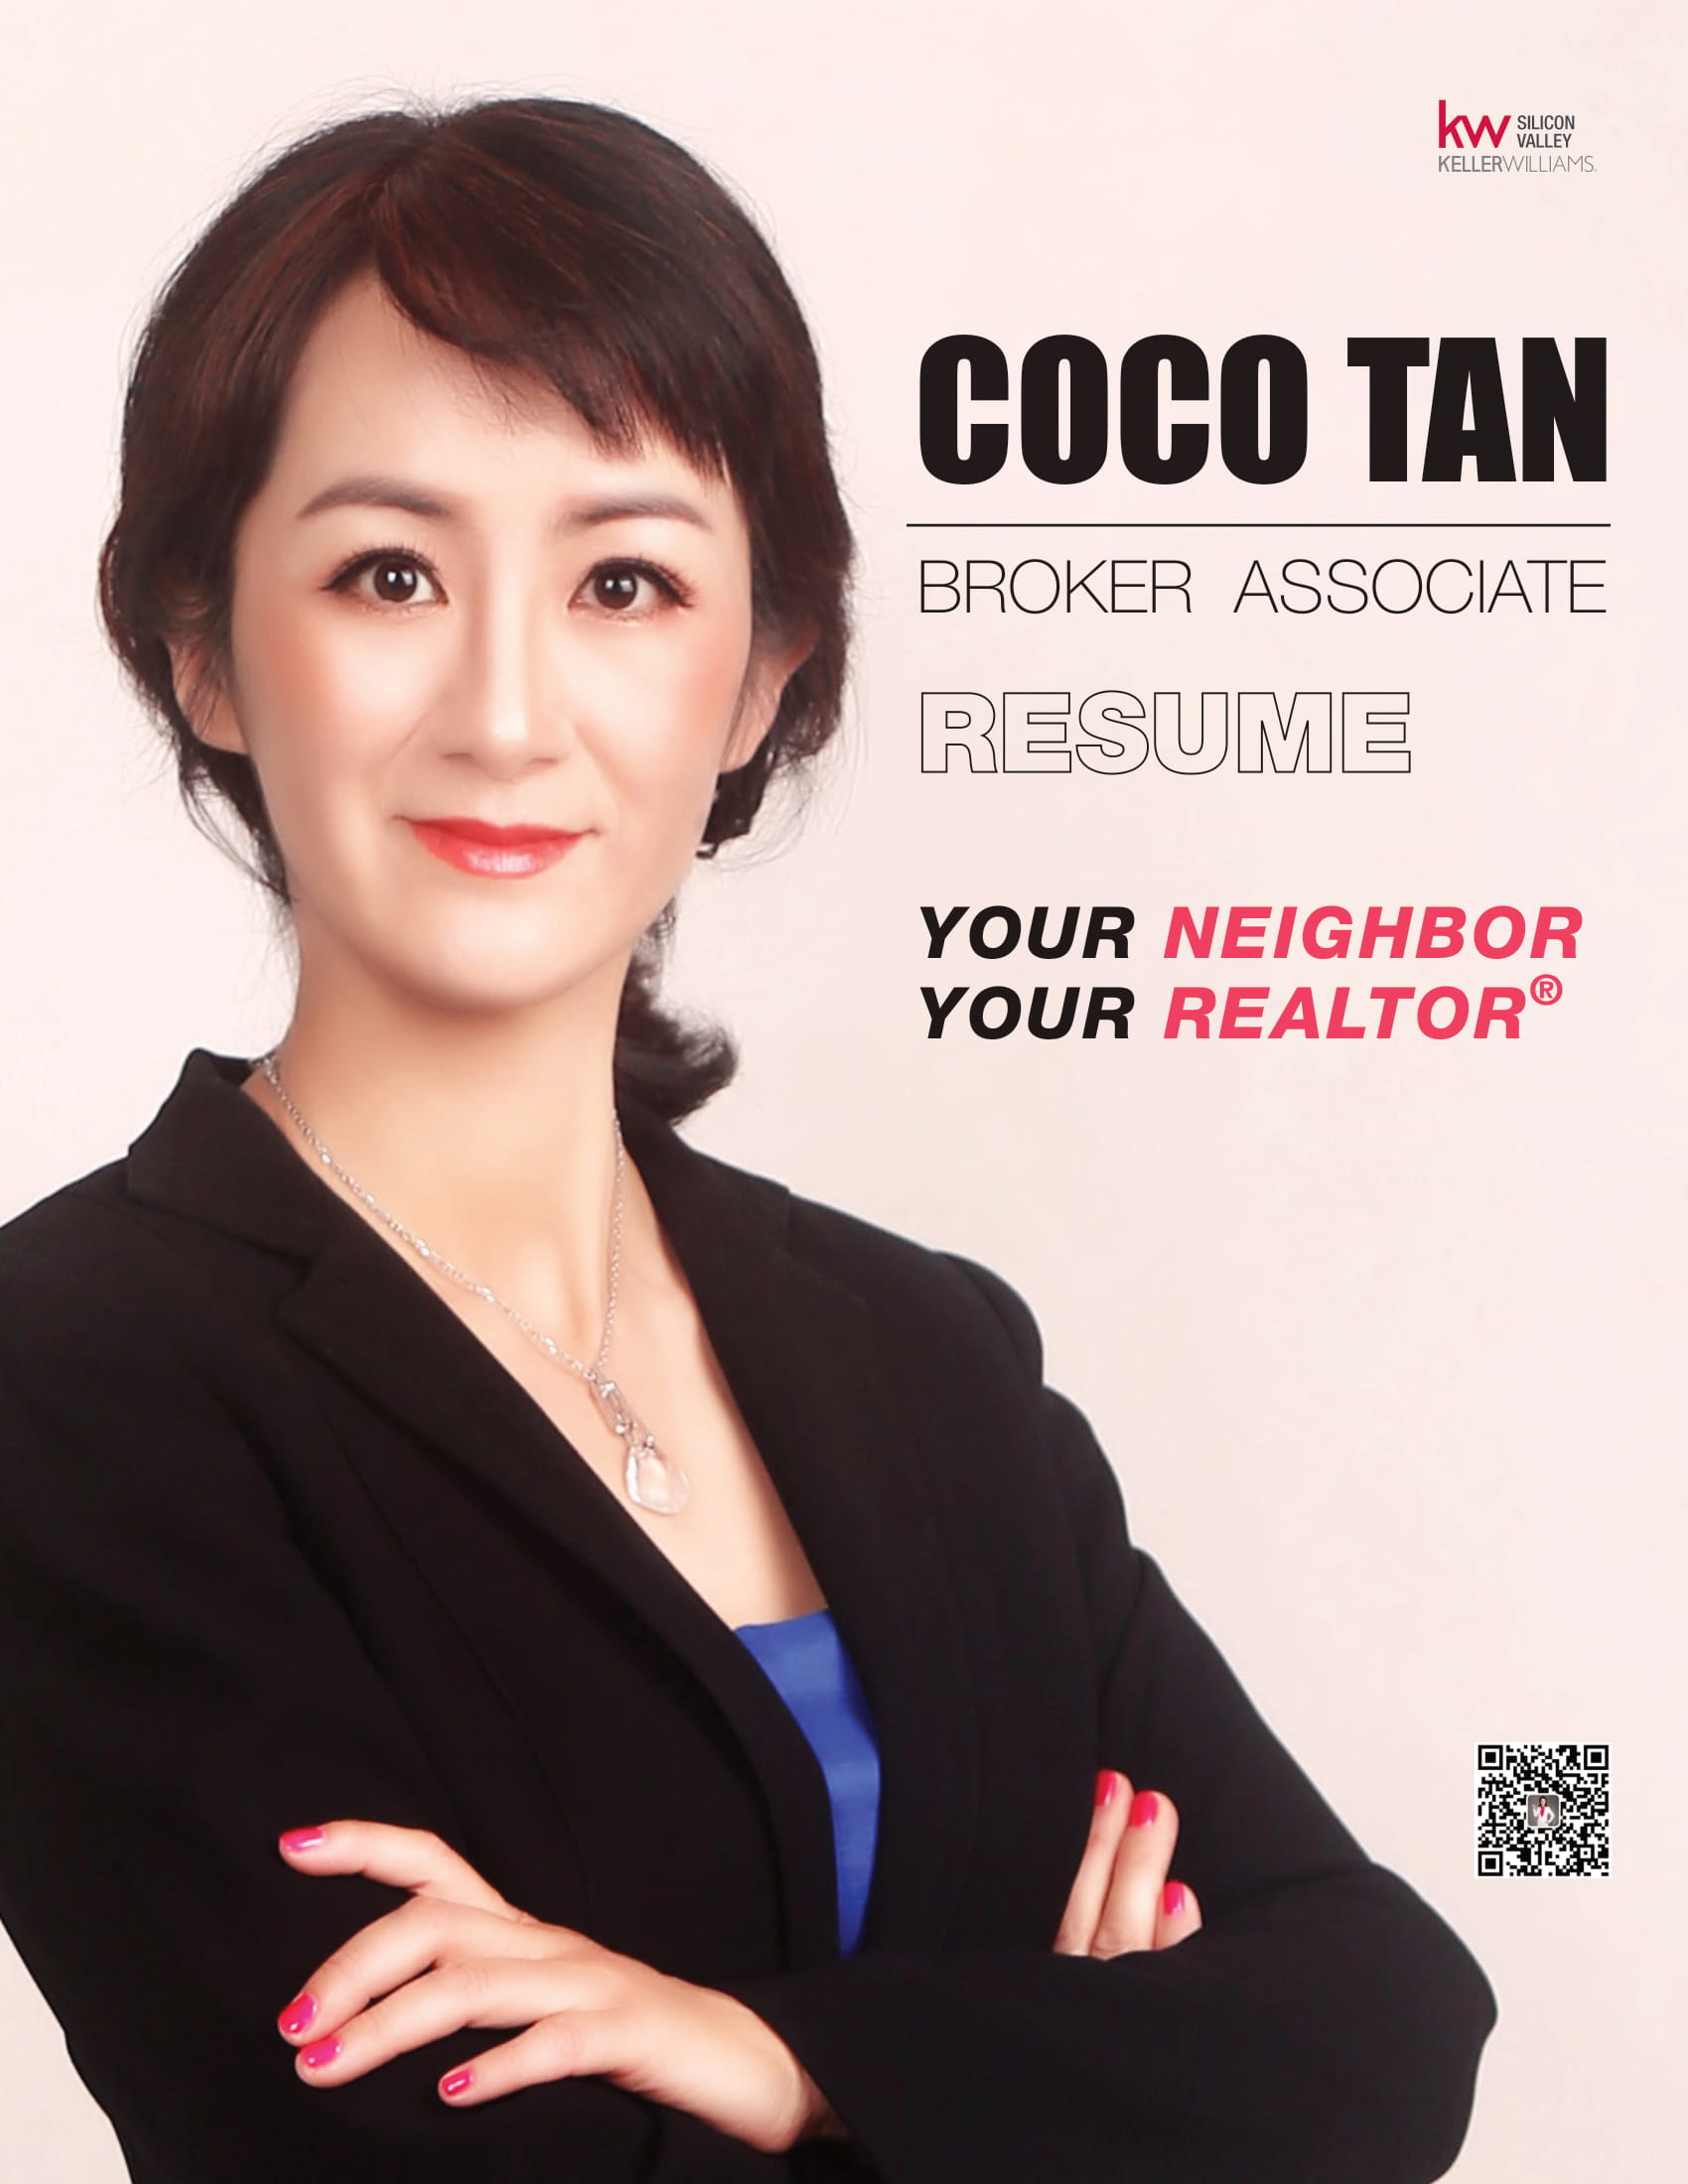 kw SILICON
VALLEY
KELLERWILLIAMS.
COCO TAN
BROKER ASSOCIATE
RESUME
YOUR NEIGHBOR
YOUR REALTOR®